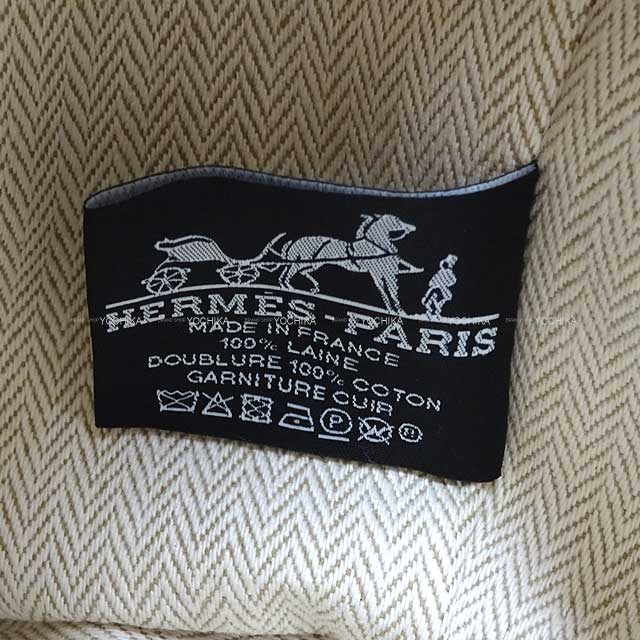 HERMES-PARIS
MADE IN FRANCE
100% LAINE
DOUBLURE 100% COTON
GARNITURE CUIR
P